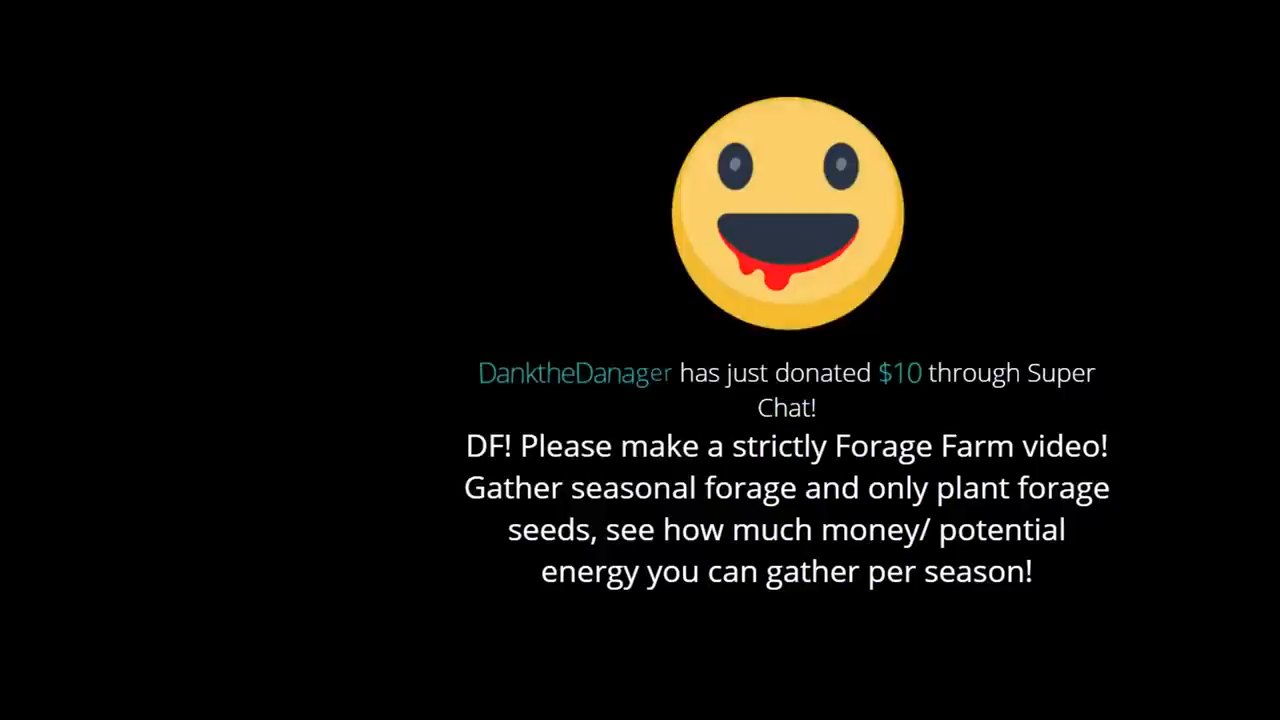 DanktheDanager has just donated $10 through Super
Chat!
DF! Please make a strictly Forage Farm video!
Gather seasonal forage and only plant forage
seeds, see how much money/ potential
energy you can gather per season!